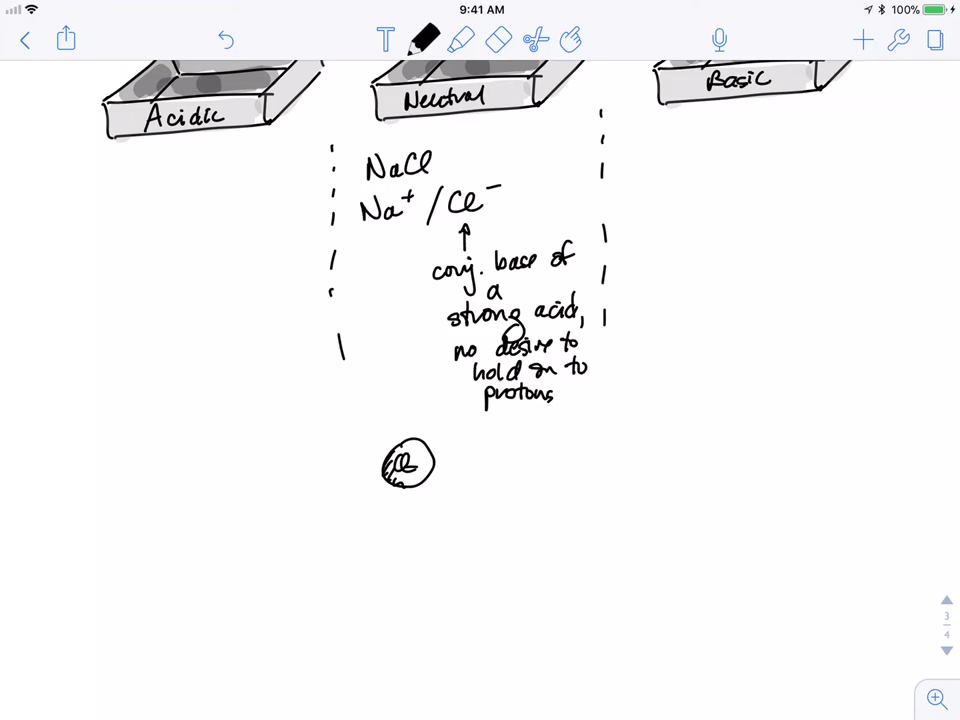 9:41 AM
100%
T
Acidic
Neutral
Basic
NaCl
Na⁺ / Cl⁻
conj. base of
a
strong acid,
no desire to
hold on to
protons
Cl
3
4